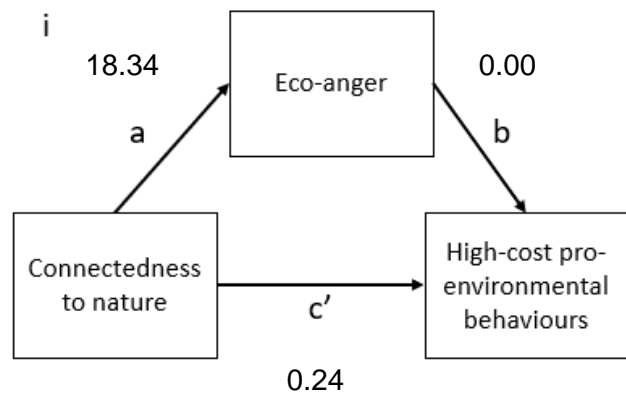 i
18.34
Eco-anger
0.00
a
b
Connectedness
to nature
High-cost pro-
environmental
behaviours
c’
0.24